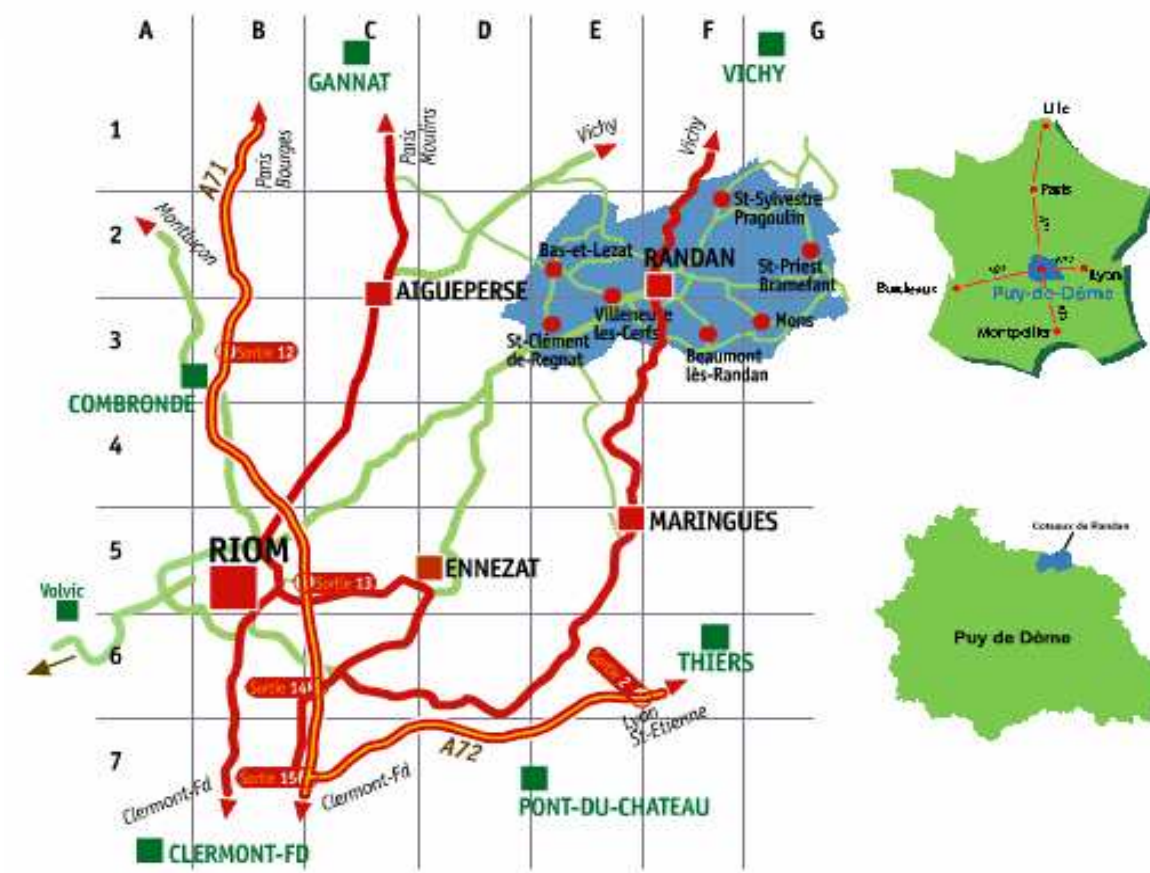 A B C D E F G
1
2
3
4
5
6
7
GANNAT
VICHY
A71
Paris
Bourges
Paris
Moulins
Vichy
Vichy
Montluçon
St-Sylvestre
Pragoulin
Bas-et-Lezat
RANDAN
St-Priest
Bramefant
AIGUEPERSE
Villeneuve
les-Cerfs
Mons
St-Clément
de-Regnat
Beaumont
lès-Randan
Sortie 12
COMBRONDE
MARINGUES
RIOM
ENNEZAT
Sortie 13
Volvic
THIERS
Sortie 2
Sortie 14
Lyon
St-Etienne
A72
Sortie 15
Clermont-Fd
Clermont-Fd
PONT-DU-CHATEAU
CLERMONT-FD
Lille
Paris
Bordeaux
Lyon
Puy-de-Dôme
Montpellier
Coteaux de Randan
Puy de Dôme